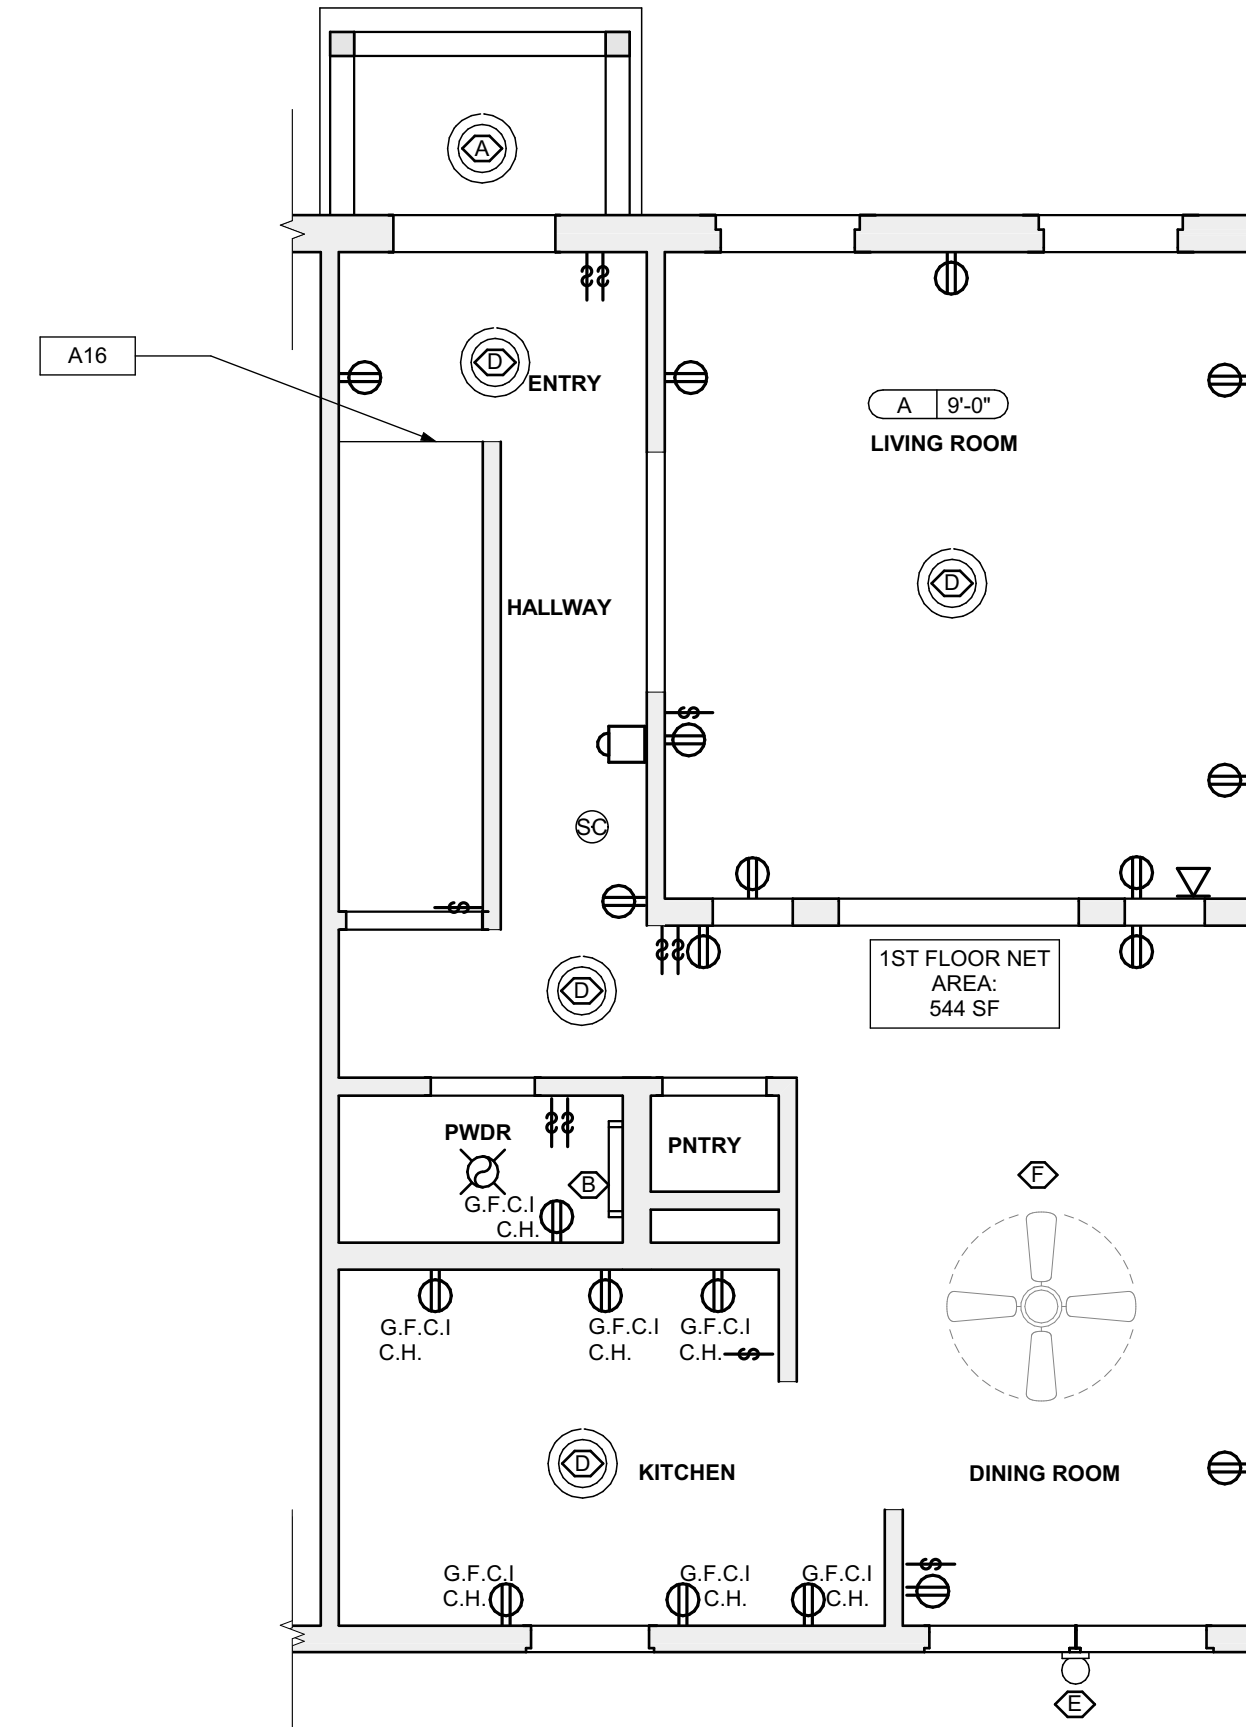 A
A16
D
ENTRY
A 9'-0"
LIVING ROOM
D
HALLWAY
S
SC
S
1ST FLOOR NET
AREA:
544 SF
D
PWDR
PNTRY
B
F
G.F.C.I
C.H.
G.F.C.I
C.H.
G.F.C.I
C.H.
G.F.C.I
C.H.
S
D
KITCHEN
DINING ROOM
G.F.C.I
C.H.
G.F.C.I
C.H.
G.F.C.I
C.H.
S
E